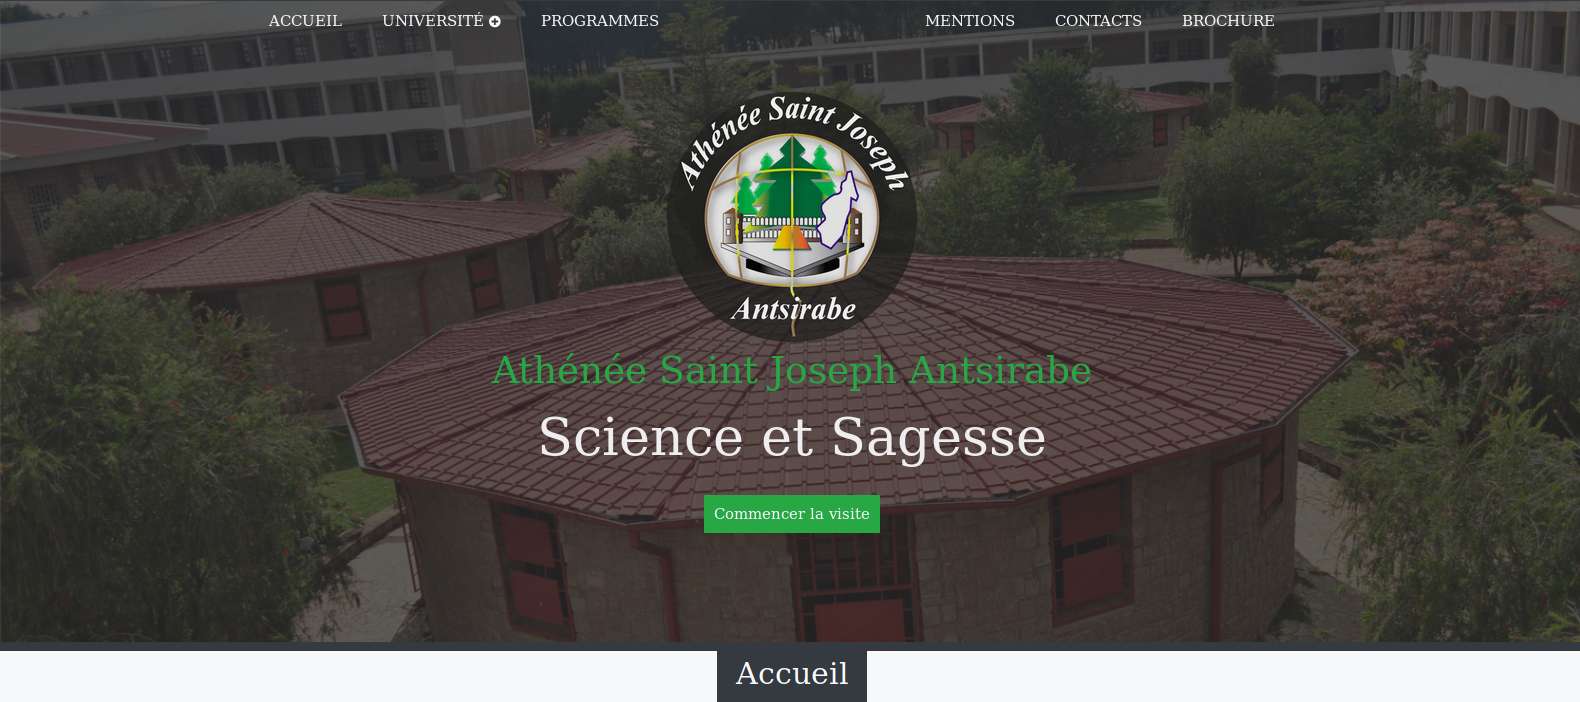 ACCUEIL UNIVERSITÉ PROGRAMMES MENTIONS CONTACTS BROCHURE
Athénée Saint Joseph
Antsirabe
Athénée Saint Joseph Antsirabe
Science et Sagesse
Commencer la visite
Accueil